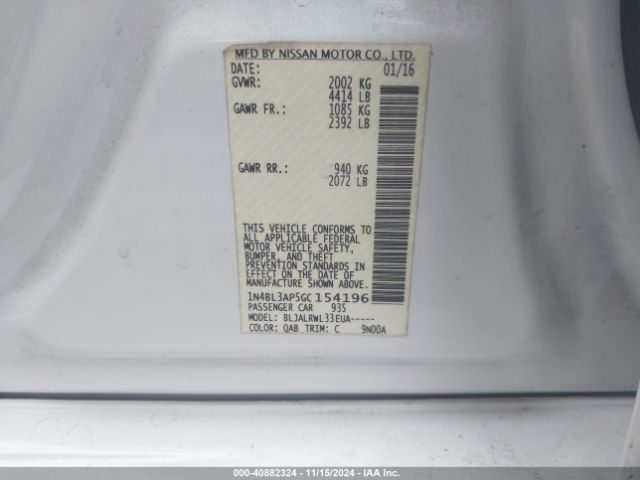 MFD BY NISSAN MOTOR CO., LTD.
DATE: 01/16
GVWR: 2002 KG
4414 LB
GAWR FR.: 1085 KG
2392 LB
GAWR RR.: 940 KG
2072 LB
THIS VEHICLE CONFORMS TO
ALL APPLICABLE FEDERAL
MOTOR VEHICLE SAFETY,
BUMPER, AND THEFT
PREVENTION STANDARDS IN
EFFECT ON THE DATE OF
MANUFACTURE SHOWN ABOVE.
1N4BL3AP5GC154196
PASSENGER CAR 935
MODEL: BLJALRWL33EUA-----
COLOR: QAB TRIM: C 9N00A
000-40882324 | 11/15/2024 - IAA